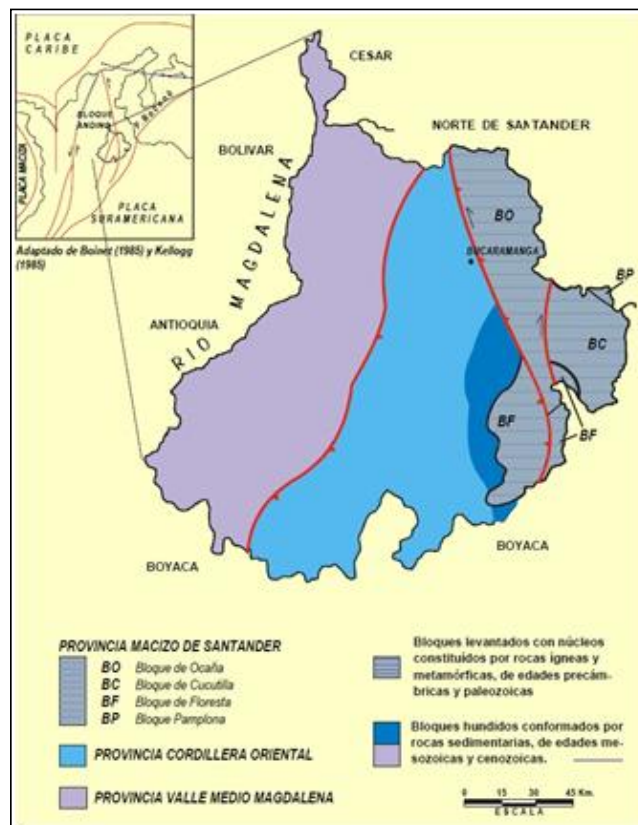 PLACA
CARIBE
BLOQUE
ANDINO
PLACA
SURAMERICANA
Adaptado de Boinet (1985) y Kellogg
(1985)
CESAR
NORTE DE SANTANDER
BOLIVAR
RIO MAGDALENA
ANTIOQUIA
BO
BUCARAMANGA
BP
BC
BF
BF
BOYACA
BOYACA
PROVINCIA MACIZO DE SANTANDER
BO Bloque de Ocaña
BC Bloque de Cucutilla
BF Bloque de Floresta
BP Bloque Pamplona
PROVINCIA CORDILLERA ORIENTAL
PROVINCIA VALLE MEDIO MAGDALENA
Bloques levantados con núcleos
constituídos por rocas ígneas y
metamórficas, de edades precám-
bricas y paleozoicas
Bloques hundidos conformados por
rocas sedimentarias, de edades me-
sozoicas y cenozoicas.
0 15 30 45 Km.
ESCALA